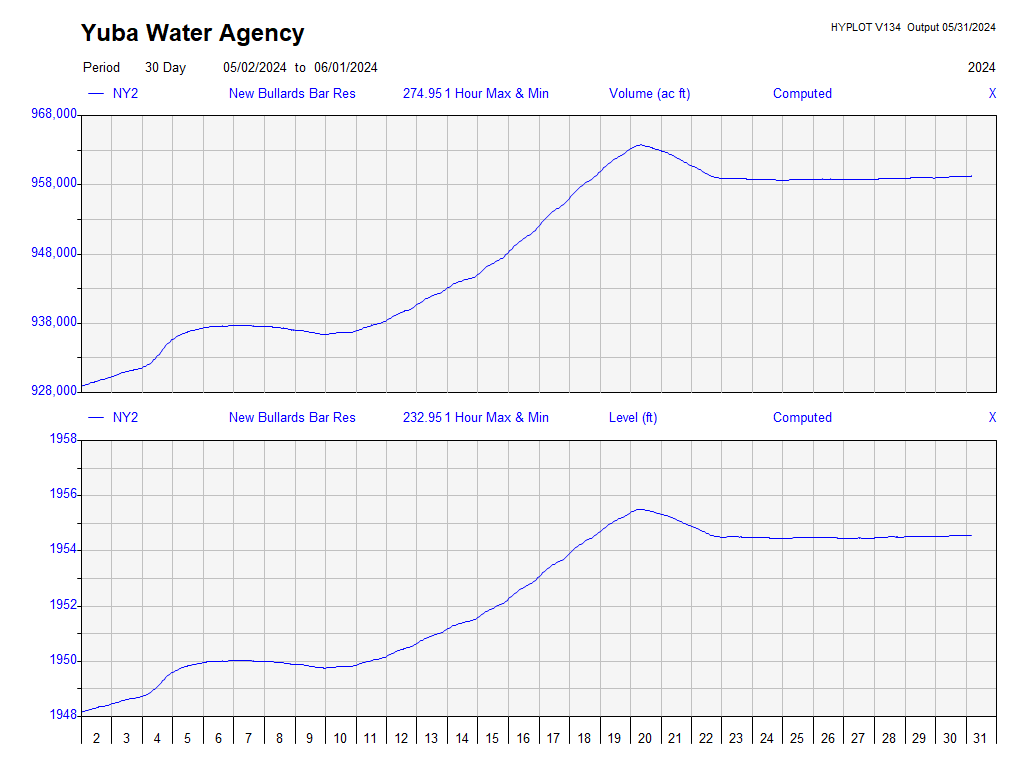 Yuba Water Agency
HYPLOT V134 Output 05/31/2024
Period 30 Day 05/02/2024 to 06/01/2024 2024
NY2 New Bullards Bar Res 274.95 1 Hour Max & Min Volume (ac ft) Computed X
968,000
958,000
948,000
938,000
928,000
NY2 New Bullards Bar Res 232.95 1 Hour Max & Min Level (ft) Computed X
1958
1956
1954
1952
1950
1948
2 3 4 5 6 7 8 9 10 11 12 13 14 15 16 17 18 19 20 21 22 23 24 25 26 27 28 29 30 31